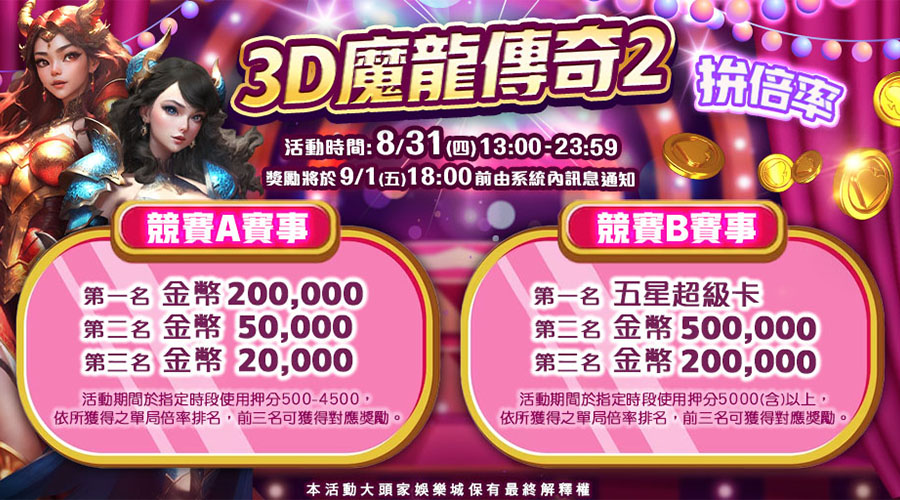 3D魔龍傳奇2
拚倍率
活動時間:8/31(四)13:00-23:59
獎勵將於9/1(五)18:00前由系統內訊息通知
競賽A賽事
第一名 金幣 200,000
第二名 金幣 50,000
第三名 金幣 20,000
活動期間於指定時段使用押分500-4500，
依所獲得之單局倍率排名，前三名可獲得對應獎勵。
競賽B賽事
第一名 五星超級卡
第二名 金幣 500,000
第三名 金幣 200,000
活動期間於指定時段使用押分5000(含)以上，
依所獲得之單局倍率排名，前三名可獲得對應獎勵。
本活動大頭家娛樂城保有最終解釋權